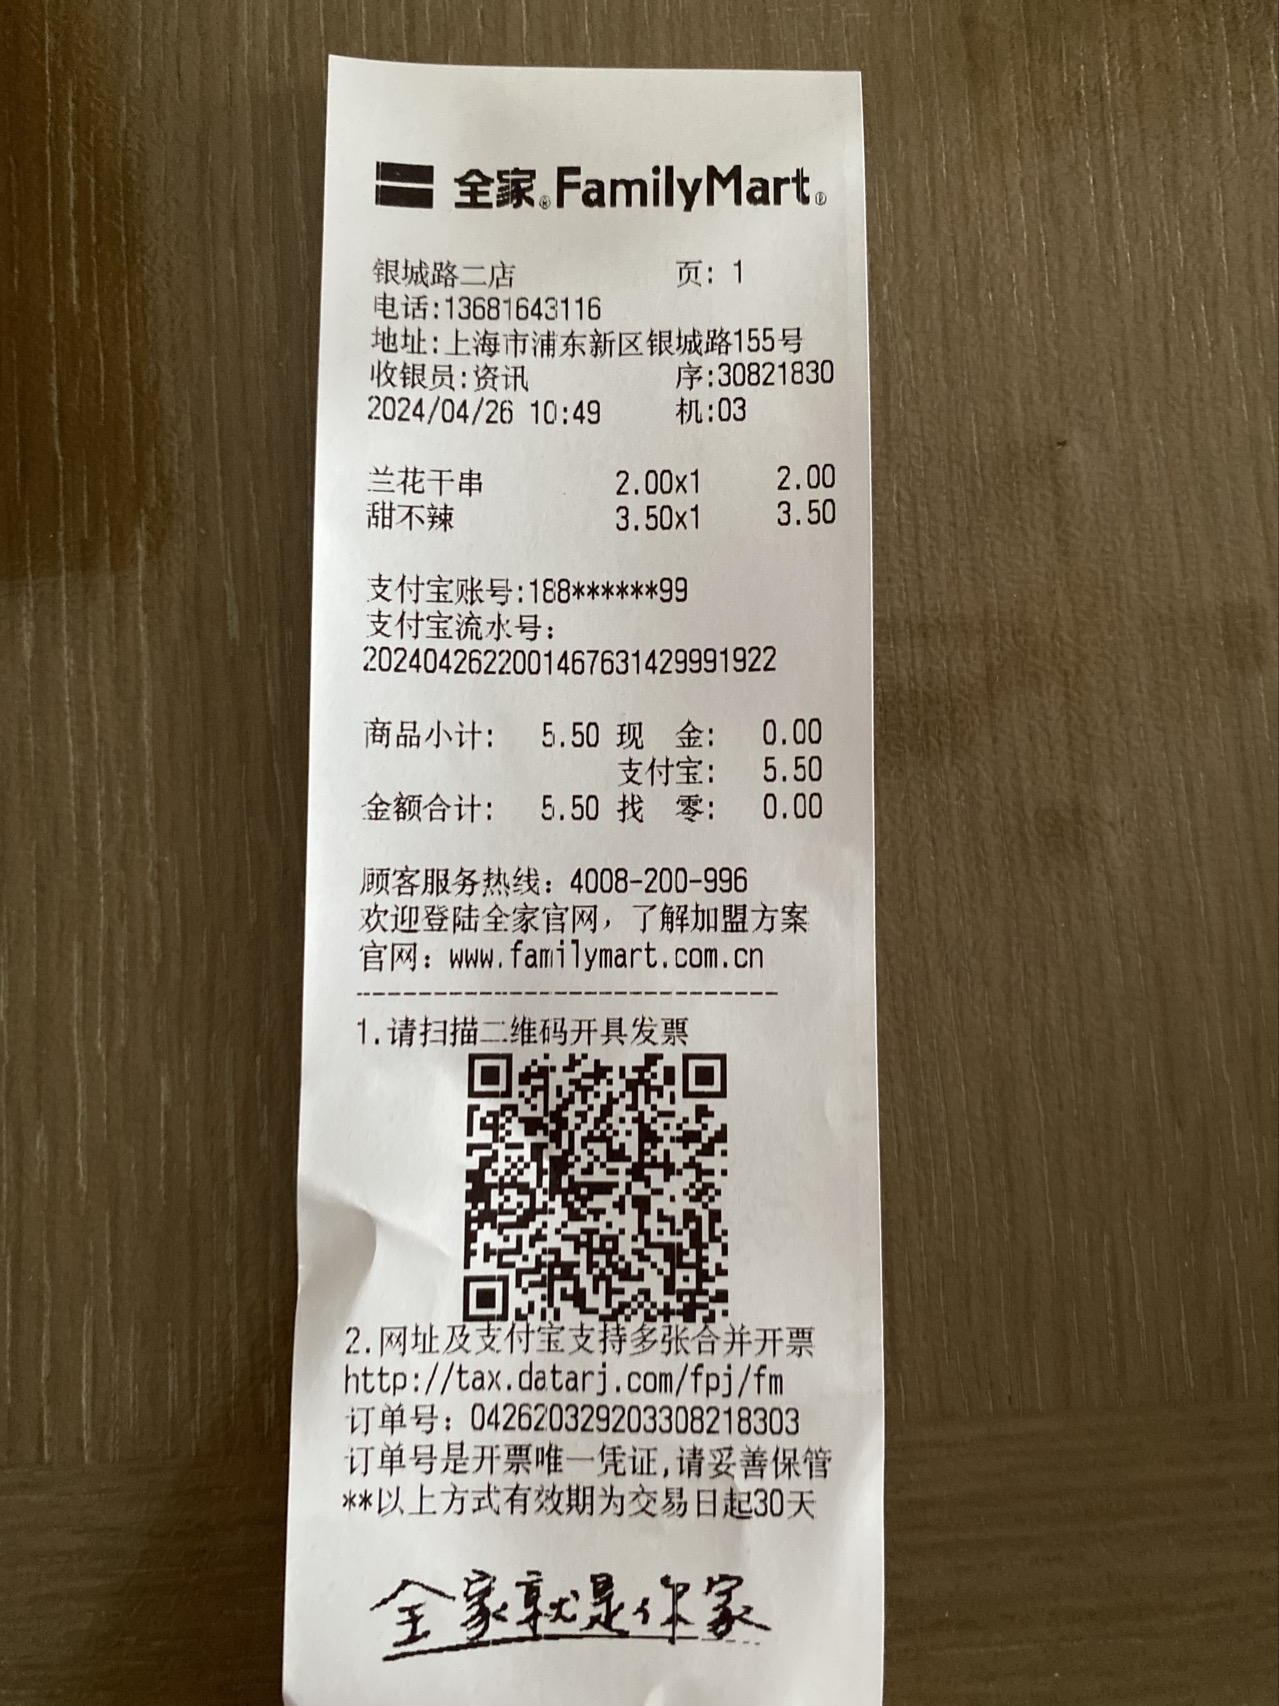 全家®FamilyMart®
银城路二店 页: 1
电话:13681643116
地址:上海市浦东新区银城路155号
收银员:资讯 序:30821830
2024/04/26 10:49 机:03
兰花干串 2.00x1 2.00
甜不辣 3.50x1 3.50
支付宝账号:188******99
支付宝流水号:
2024042622001467631429991922
商品小计: 5.50 现 金: 0.00
支付宝: 5.50
金额合计: 5.50 找 零: 0.00
顾客服务热线: 4008-200-996
欢迎登陆全家官网, 了解加盟方案
官网: www.familymart.com.cn
------------------------------
1.请扫描二维码开具发票
2.网址及支付宝支持多张合并开票
http://tax.datarj.com/fpj/fm
订单号: 042620329203308218303
订单号是开票唯一凭证,请妥善保管
**以上方式有效期为交易日起30天
全家就是你家